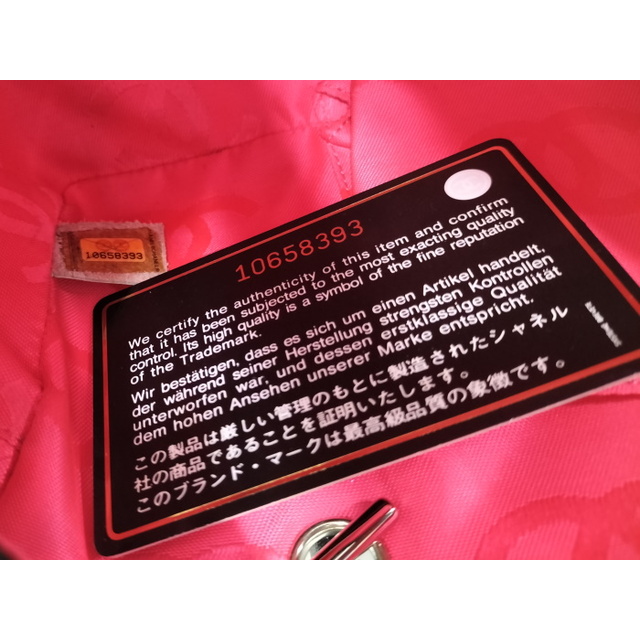 10658393
10658393
We certify the authenticity of this item and confirm
that it has been subjected to the most exacting quality
control. Its high quality is a symbol of the fine reputation
of the Trademark.
Wir bestätigen, dass es sich um einen Artikel handelt,
der während seiner Herstellung strengsten Kontrollen
unterworfen war, und dessen erstklassige Qualität
dem hohen Ansehen unserer Marke entspricht.
この製品は厳しい管理のもとに製造されたシャネル
社の商品であることを証明いたします。
このブランド・マークは最高級品質の象徴です。